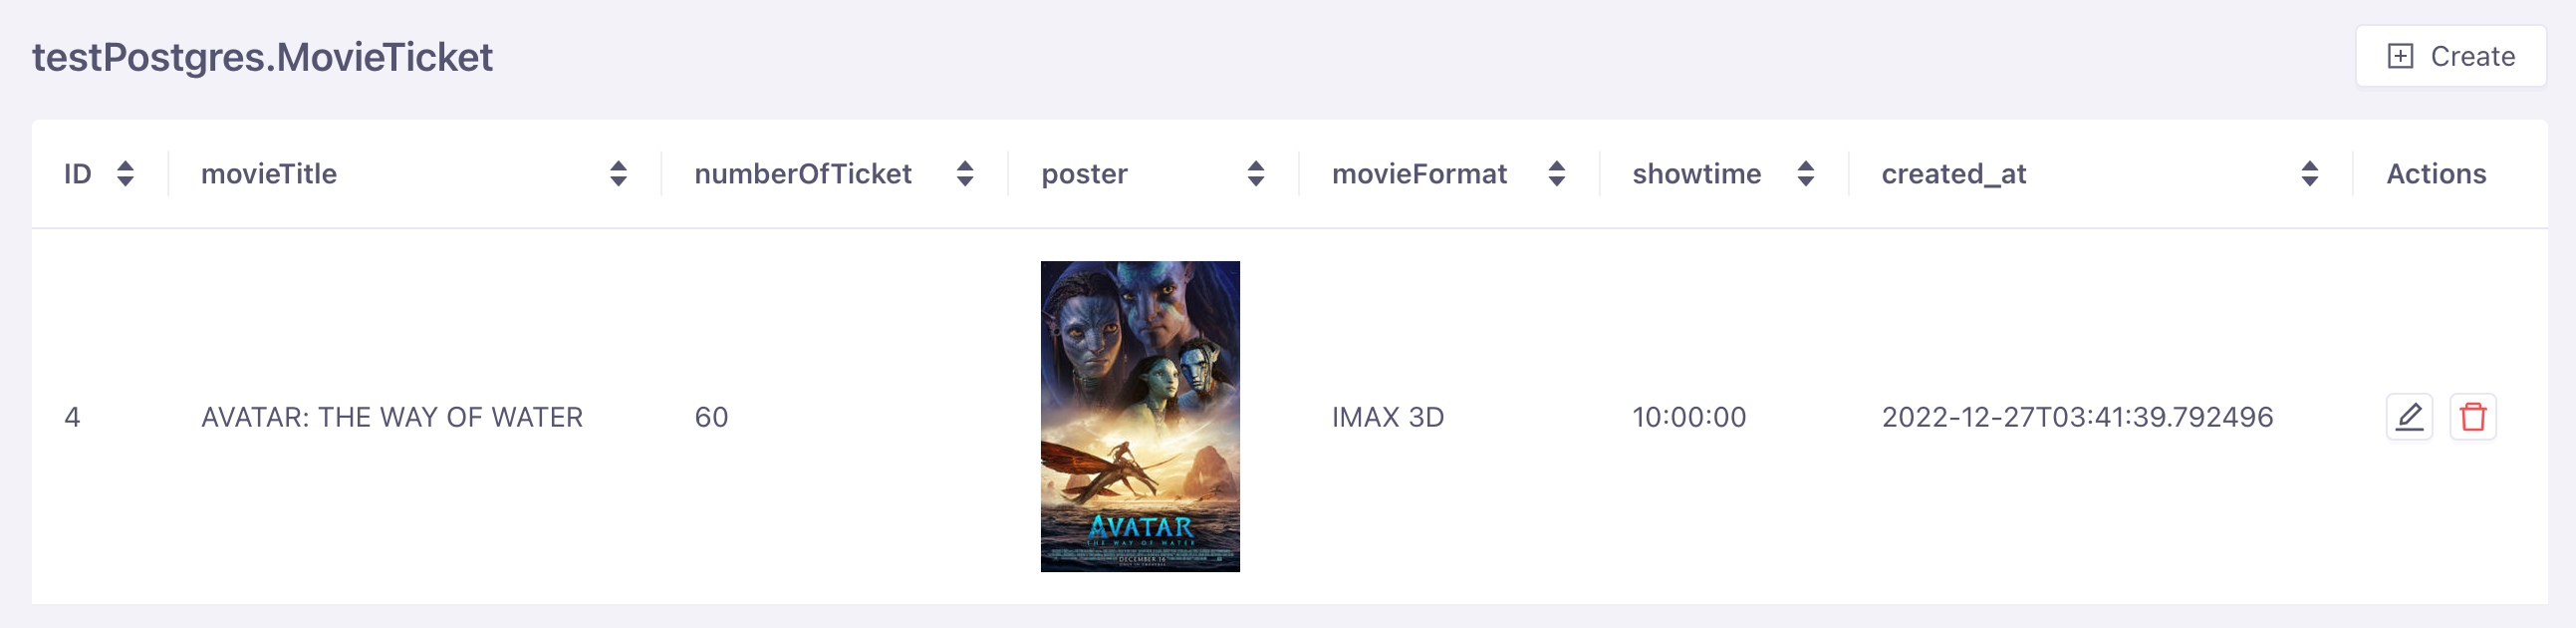 testPostgres.MovieTicket
Create
ID movieTitle numberOfTicket poster movieFormat showtime created_at Actions
4 AVATAR: THE WAY OF WATER 60 IMAX 3D 10:00:00 2022-12-27T03:41:39.792496
AVATAR
THE WAY OF WATER
DECEMBER 16